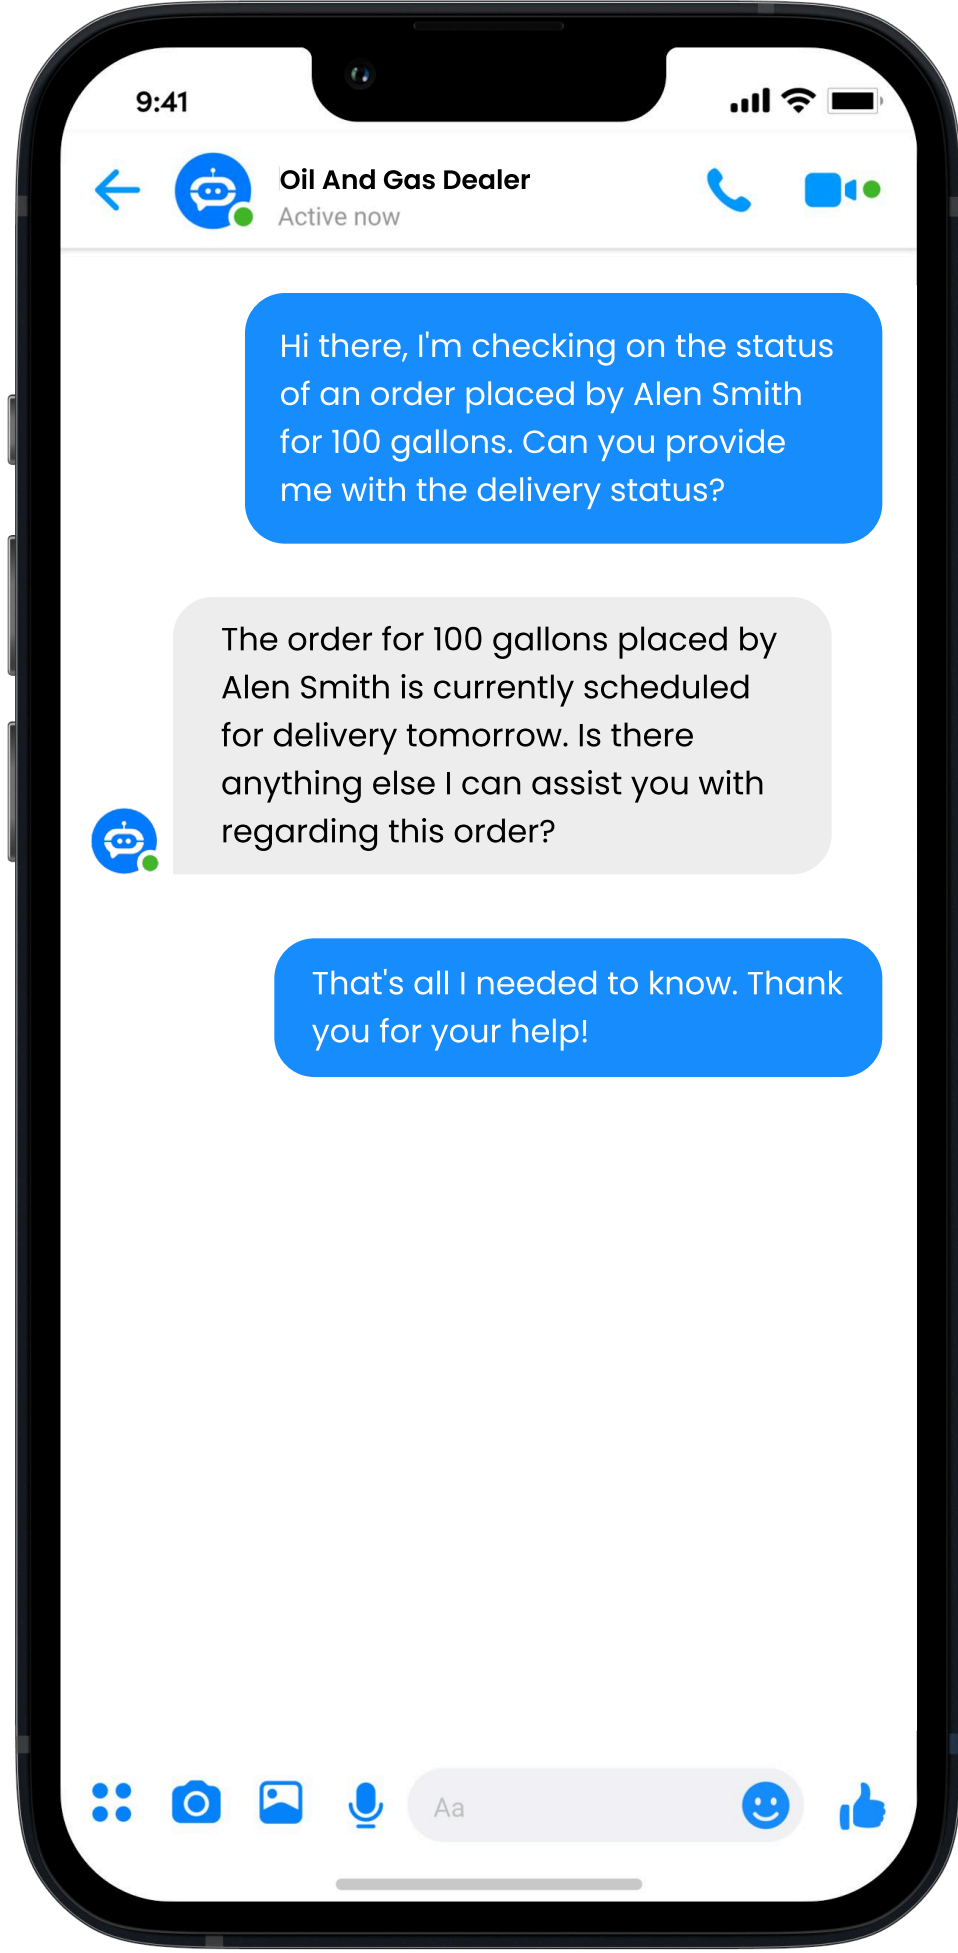 9:41
Oil And Gas Dealer
Active now
Hi there, I'm checking on the status
of an order placed by Alen Smith
for 100 gallons. Can you provide
me with the delivery status?
The order for 100 gallons placed by
Alen Smith is currently scheduled
for delivery tomorrow. Is there
anything else I can assist you with
regarding this order?
That's all I needed to know. Thank
you for your help!
Aa